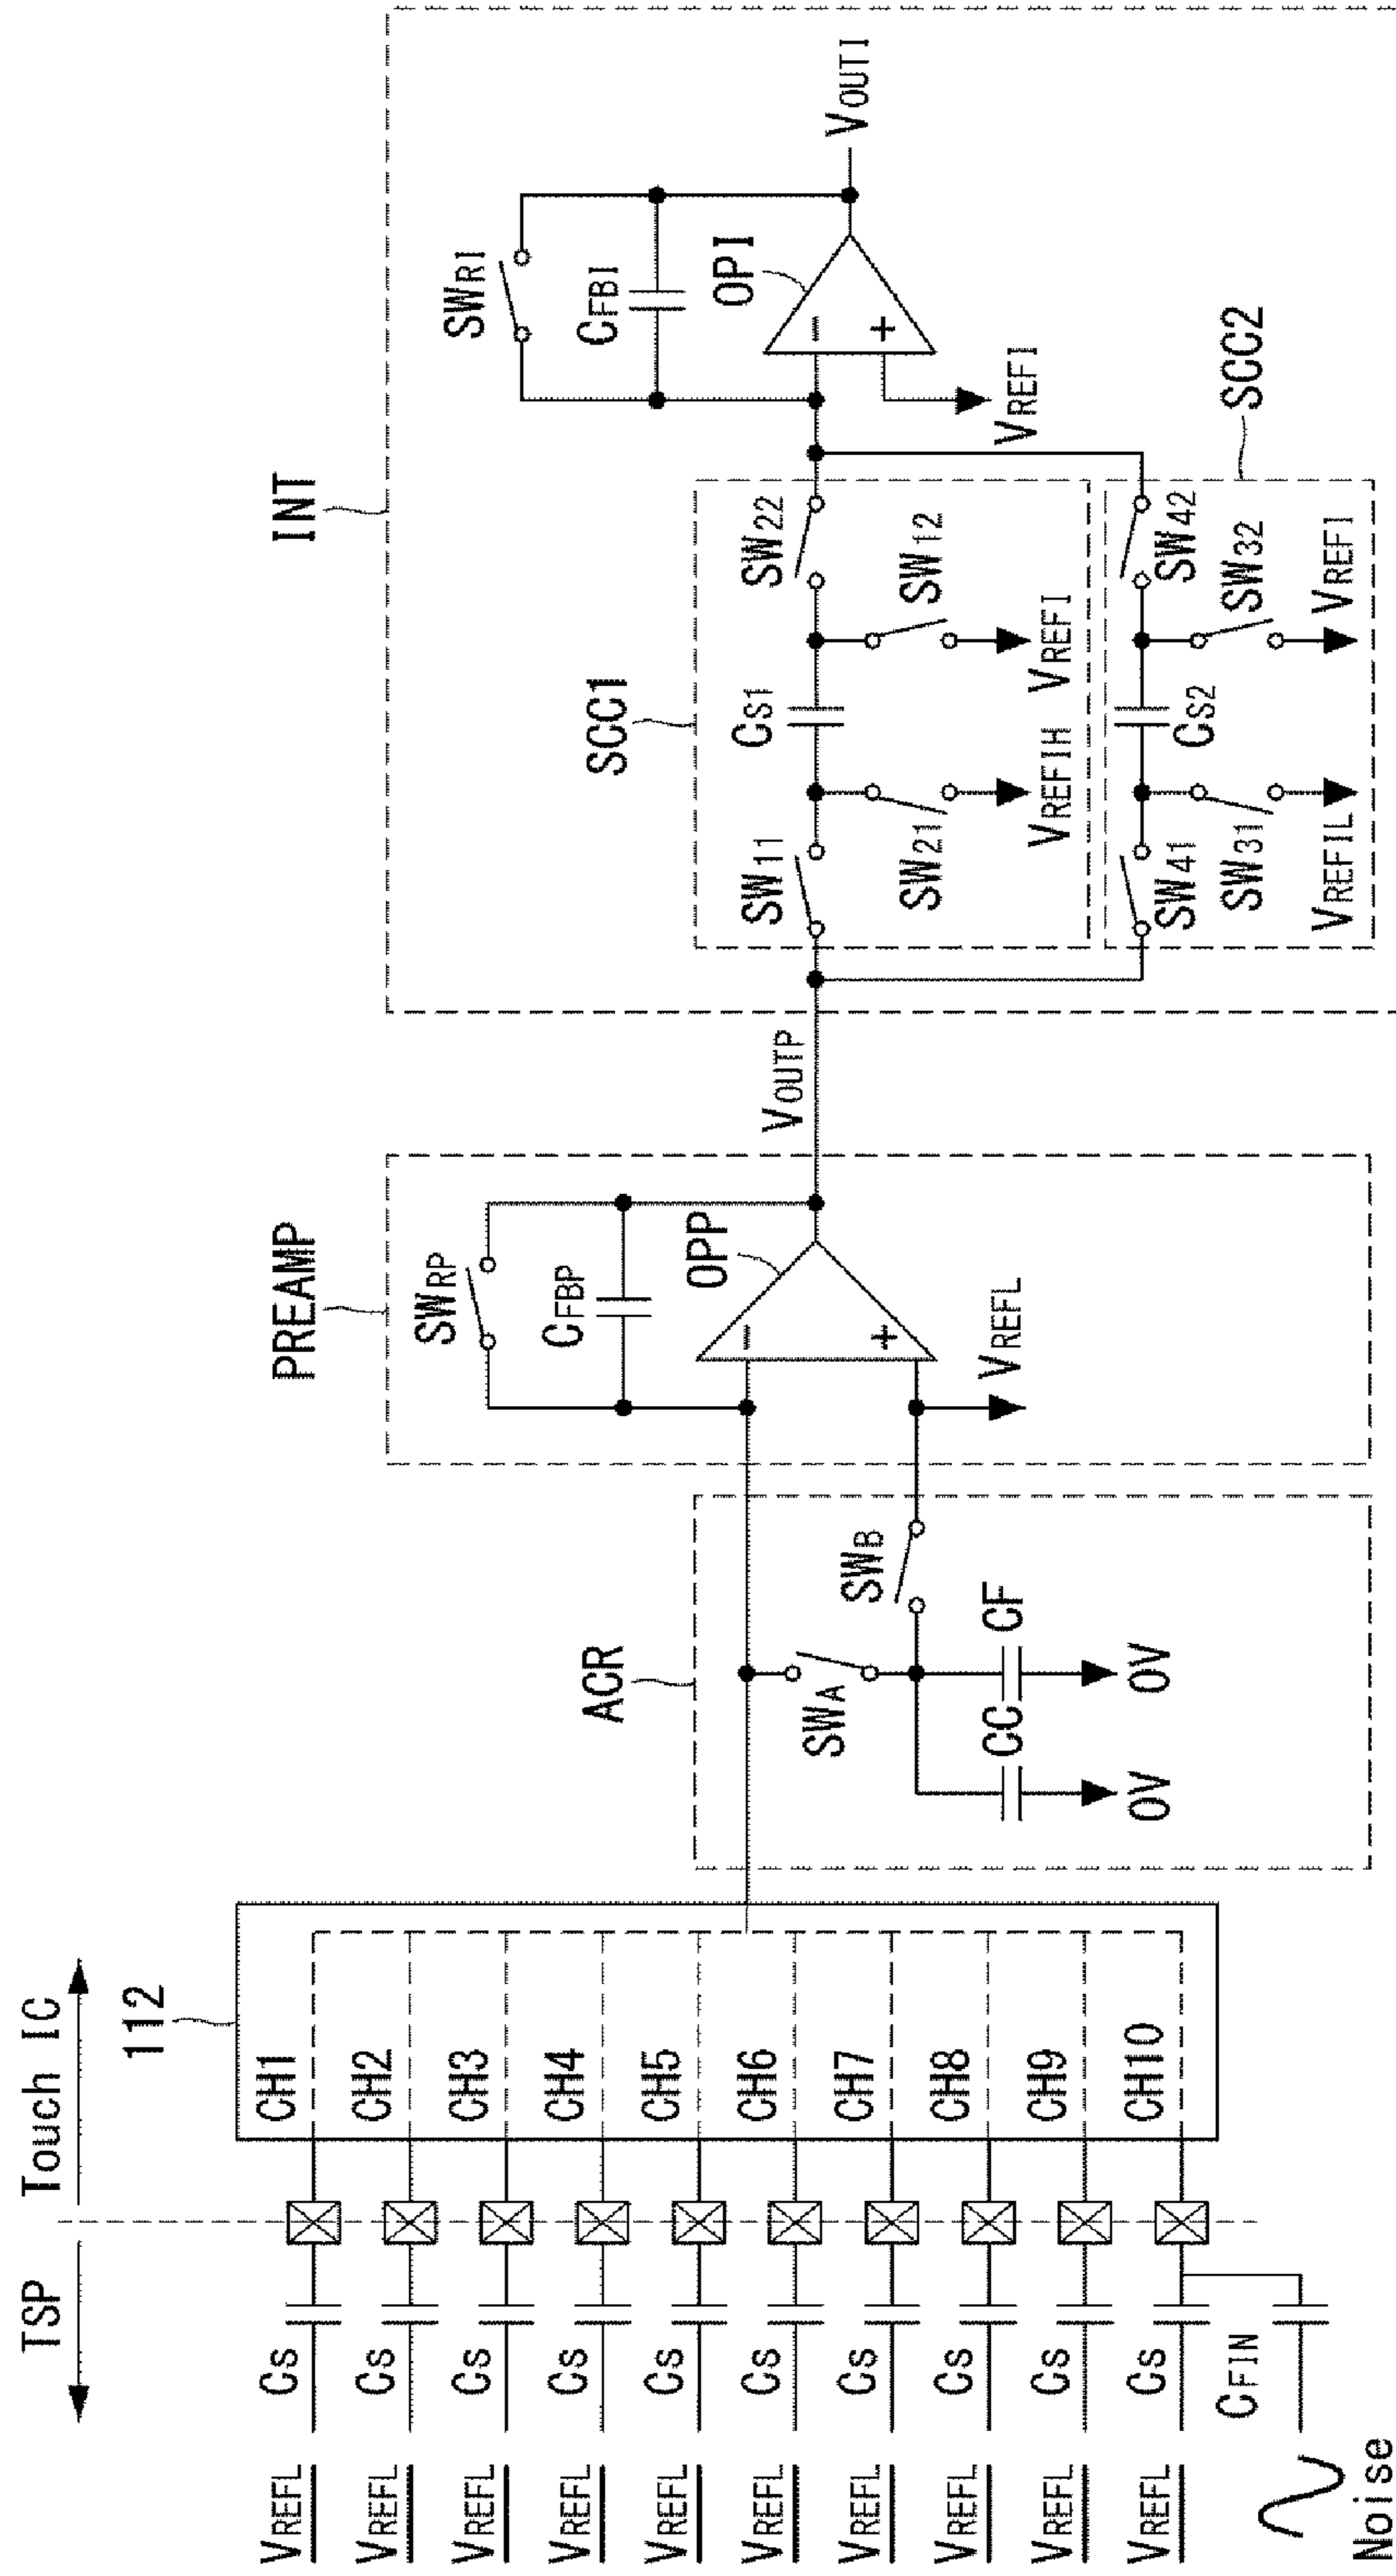 TSP
Touch IC
112
VREFL
Cs
CH1
VREFL
Cs
CH2
VREFL
Cs
CH3
VREFL
Cs
CH4
VREFL
Cs
CH5
VREFL
Cs
CH6
VREFL
Cs
CH7
VREFL
Cs
CH8
VREFL
Cs
CH9
VREFL
Cs
CH10
CFIN
Noise
ACR
SWA
SWB
CC
CF
0V
0V
PREAMP
SWRP
CFBP
OPP
−
+
VREFL
VOUTP
INT
SCC1
SW11
CS1
SW22
SW21
SW12
VREFIH
VREFI
SW41
CS2
SW42
SW31
SW32
VREFIL
VREFI
SCC2
SWRI
CFBI
OPI
−
+
VREFI
VOUTI